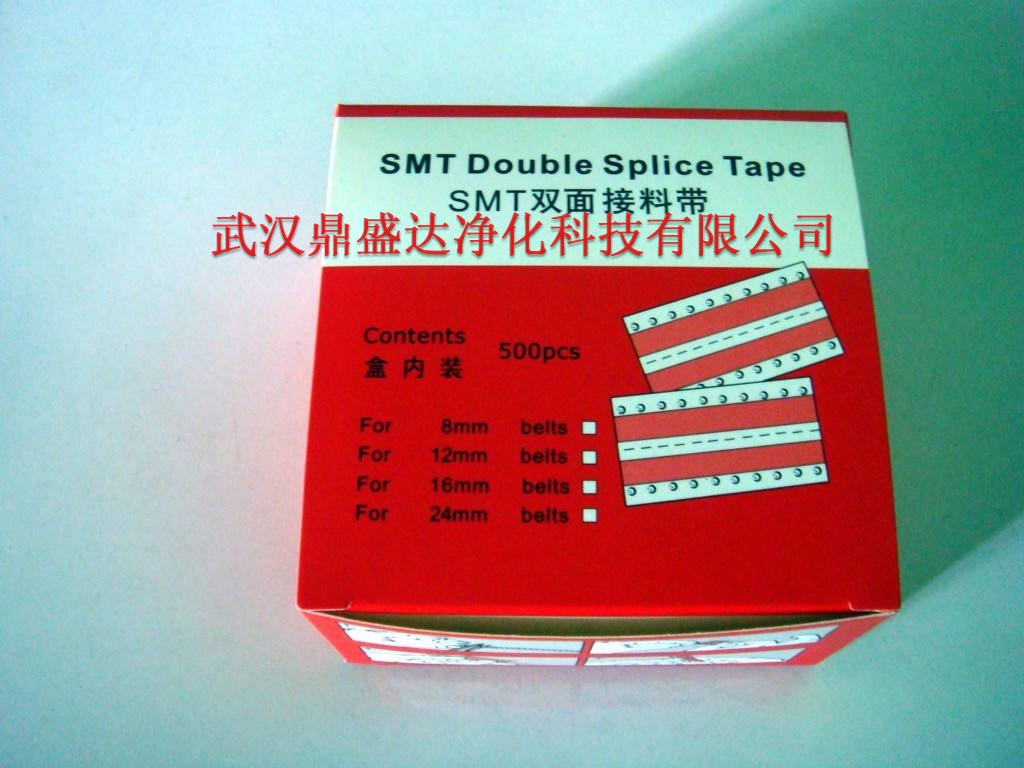 SMT Double Splice Tape
SMT双面接料带
武汉鼎盛达净化科技有限公司
Contents
盒内装
500pcs
For 8mm belts
For 12mm belts
For 16mm belts
For 24mm belts